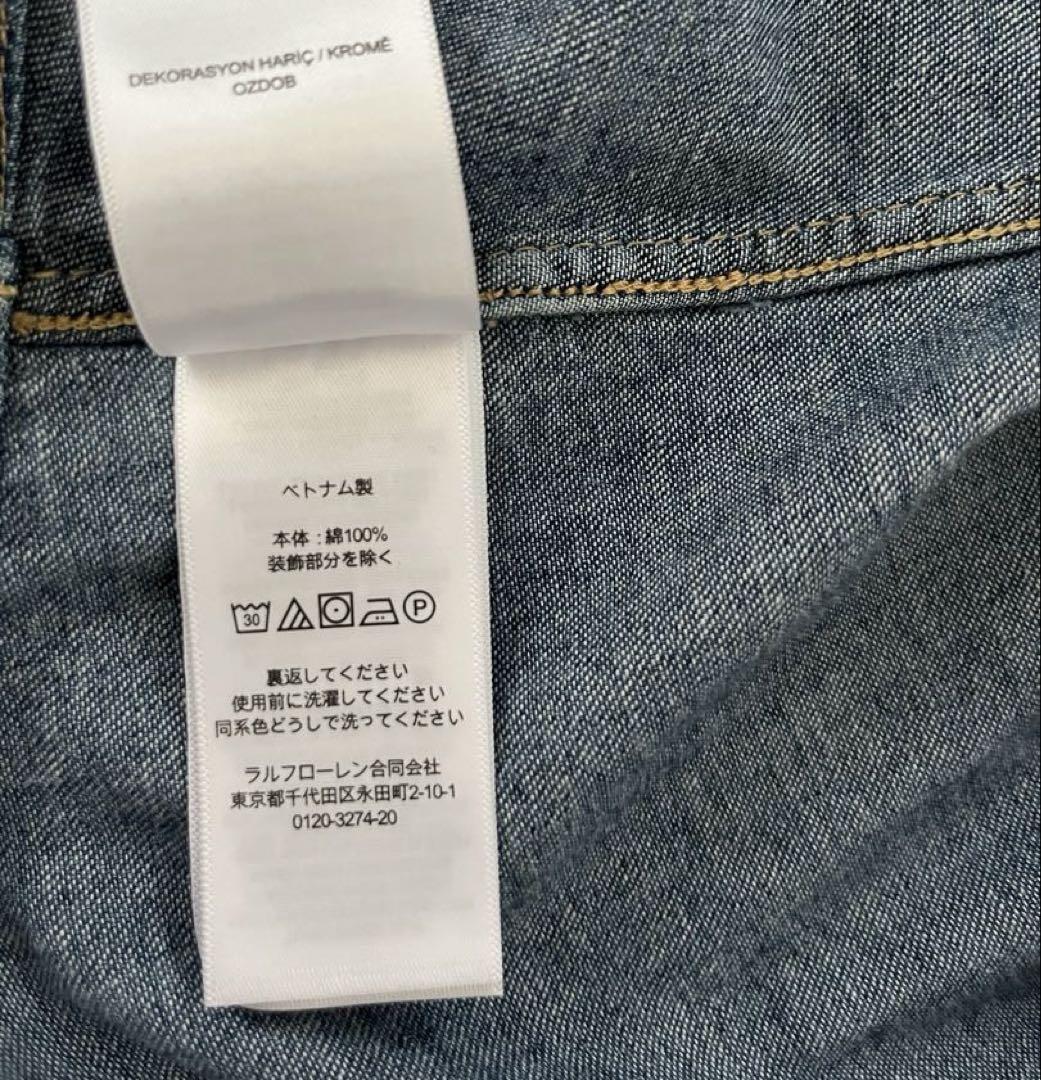 DEKORASYON HARİÇ / KROMĚ
OZDOB
ベトナム製
本体 : 綿100%
装飾部分を除く
30 P
裏返してください
使用前に洗濯してください
同系色どうしで洗ってください
ラルフローレン合同会社
東京都千代田区永田町2-10-1
0120-3274-20